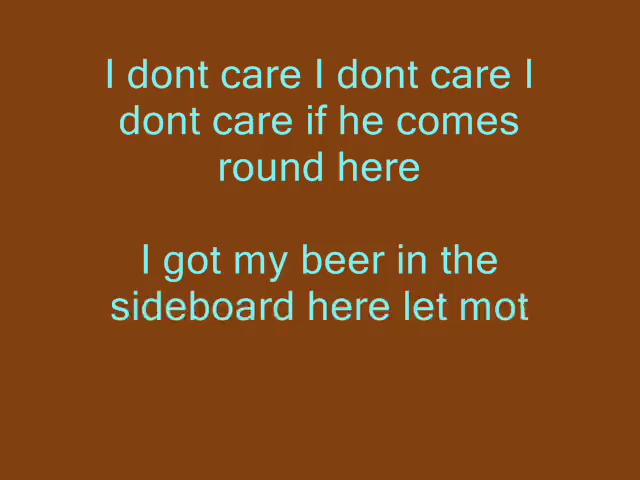 I dont care I dont care I
dont care if he comes
round here
I got my beer in the
sideboard here let mot